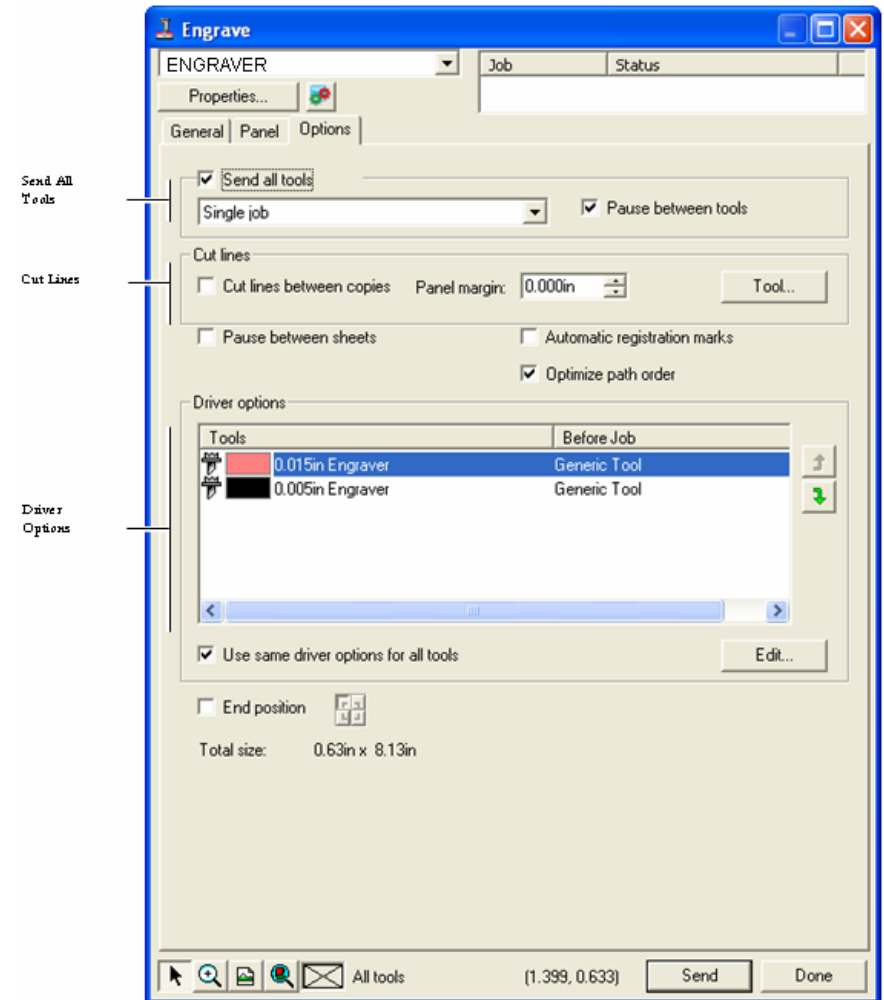 Engrave
ENGRAVER
Job Status
Properties...
General Panel Options
Send All
Tools
Send all tools
Single job
Pause between tools
Cut Lines
Cut lines
Cut lines between copies Panel margin: 0.000in Tool...
Pause between sheets Automatic registration marks
Optimize path order
Driver
Options
Driver options
Tools Before Job
0.015in Engraver Generic Tool
0.005in Engraver Generic Tool
Use same driver options for all tools Edit...
End position
Total size: 0.63in x 8.13in
All tools (1.399, 0.633) Send Done